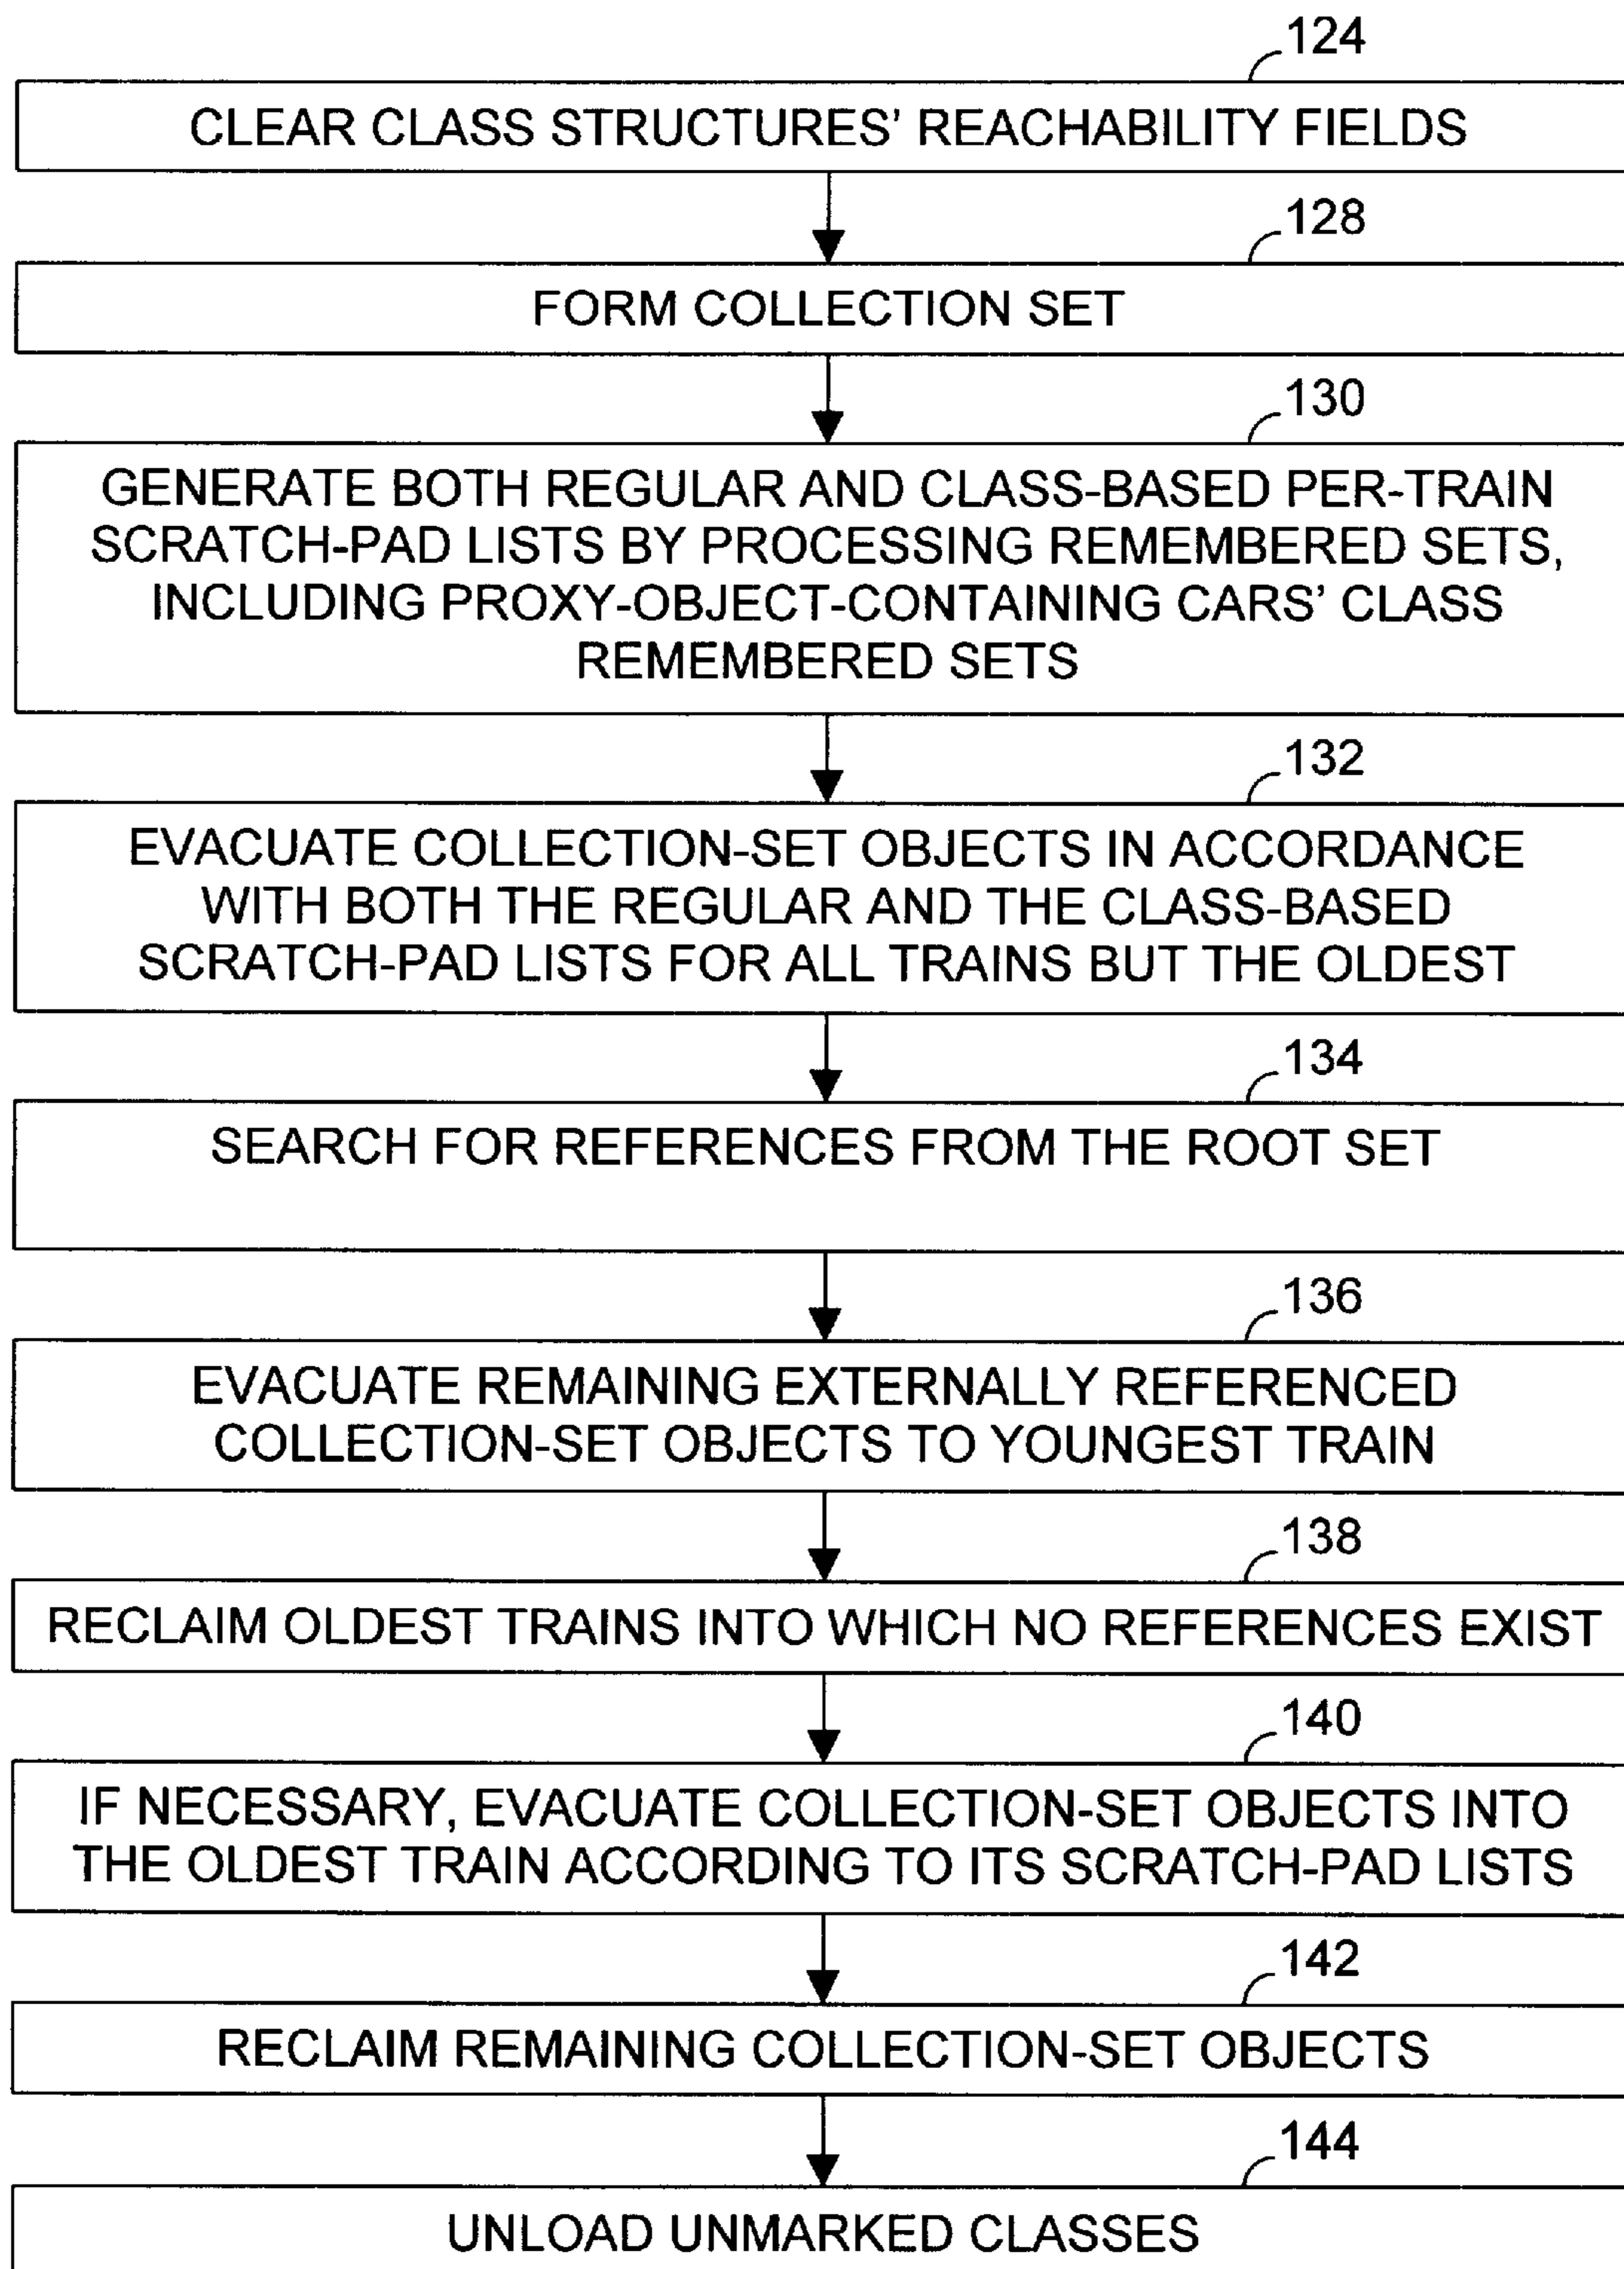 124
CLEAR CLASS STRUCTURES' REACHABILITY FIELDS
128
FORM COLLECTION SET
130
GENERATE BOTH REGULAR AND CLASS-BASED PER-TRAIN
SCRATCH-PAD LISTS BY PROCESSING REMEMBERED SETS,
INCLUDING PROXY-OBJECT-CONTAINING CARS' CLASS
REMEMBERED SETS
132
EVACUATE COLLECTION-SET OBJECTS IN ACCORDANCE
WITH BOTH THE REGULAR AND THE CLASS-BASED
SCRATCH-PAD LISTS FOR ALL TRAINS BUT THE OLDEST
134
SEARCH FOR REFERENCES FROM THE ROOT SET
136
EVACUATE REMAINING EXTERNALLY REFERENCED
COLLECTION-SET OBJECTS TO YOUNGEST TRAIN
138
RECLAIM OLDEST TRAINS INTO WHICH NO REFERENCES EXIST
140
IF NECESSARY, EVACUATE COLLECTION-SET OBJECTS INTO
THE OLDEST TRAIN ACCORDING TO ITS SCRATCH-PAD LISTS
142
RECLAIM REMAINING COLLECTION-SET OBJECTS
144
UNLOAD UNMARKED CLASSES